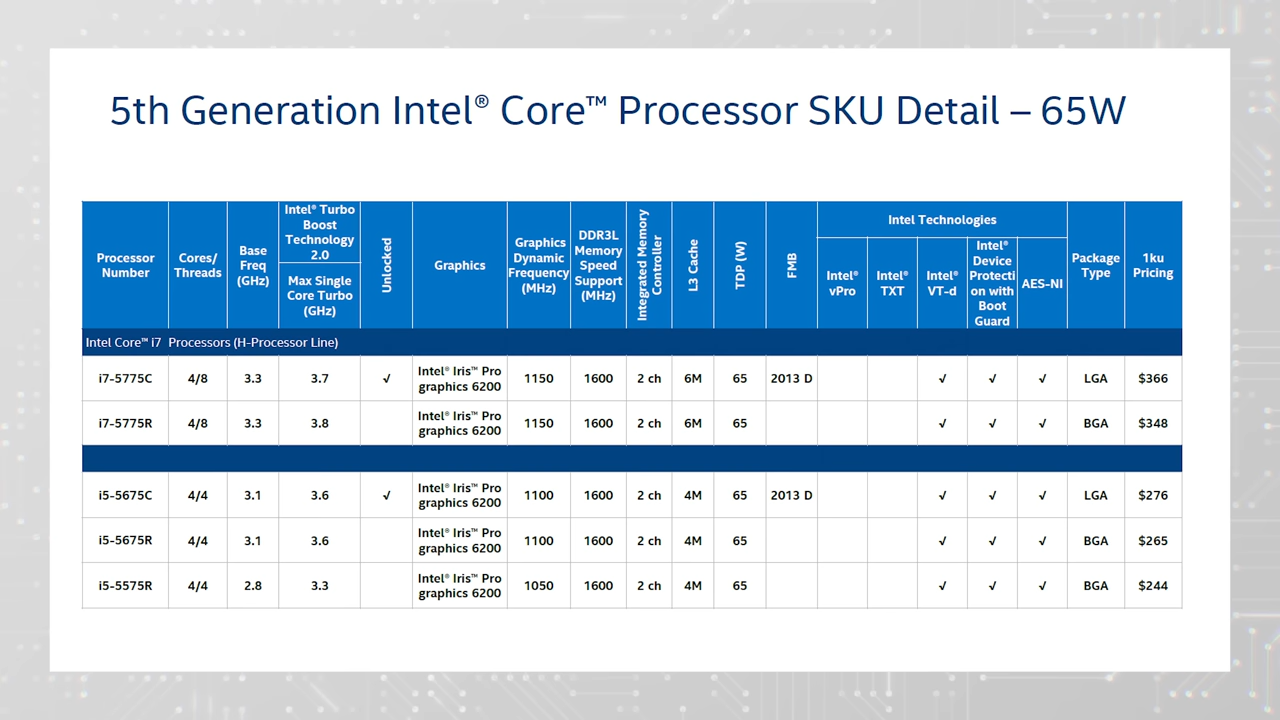 5th Generation Intel® Core™ Processor SKU Detail – 65W
Processor Number | Cores/ Threads | Base Freq (GHz) | Intel® Turbo Boost Technology 2.0 | Max Single Core Turbo (GHz) | Unlocked | Graphics | Graphics Dynamic Frequency (MHz) | DDR3L Memory Speed Support (MHz) | Integrated Memory Controller | L3 Cache | TDP (W) | FMB | Intel Technologies | Intel® vPro | Intel® TXT | Intel® VT-d | Intel® Device Protecti on with Boot Guard | AES-NI | Package Type | 1ku Pricing
Intel Core™ i7 Processors (H-Processor Line)
i7-5775C | 4/8 | 3.3 | 3.7 | √ | Intel® Iris™ Pro graphics 6200 | 1150 | 1600 | 2 ch | 6M | 65 | 2013 D | | | √ | √ | √ | LGA | $366
i7-5775R | 4/8 | 3.3 | 3.8 | | Intel® Iris™ Pro graphics 6200 | 1150 | 1600 | 2 ch | 6M | 65 | | | | √ | √ | √ | BGA | $348
i5-5675C | 4/4 | 3.1 | 3.6 | √ | Intel® Iris™ Pro graphics 6200 | 1100 | 1600 | 2 ch | 4M | 65 | 2013 D | | | √ | √ | √ | LGA | $276
i5-5675R | 4/4 | 3.1 | 3.6 | | Intel® Iris™ Pro graphics 6200 | 1100 | 1600 | 2 ch | 4M | 65 | | | | √ | √ | √ | BGA | $265
i5-5575R | 4/4 | 2.8 | 3.3 | | Intel® Iris™ Pro graphics 6200 | 1050 | 1600 | 2 ch | 4M | 65 | | | | √ | √ | √ | BGA | $244